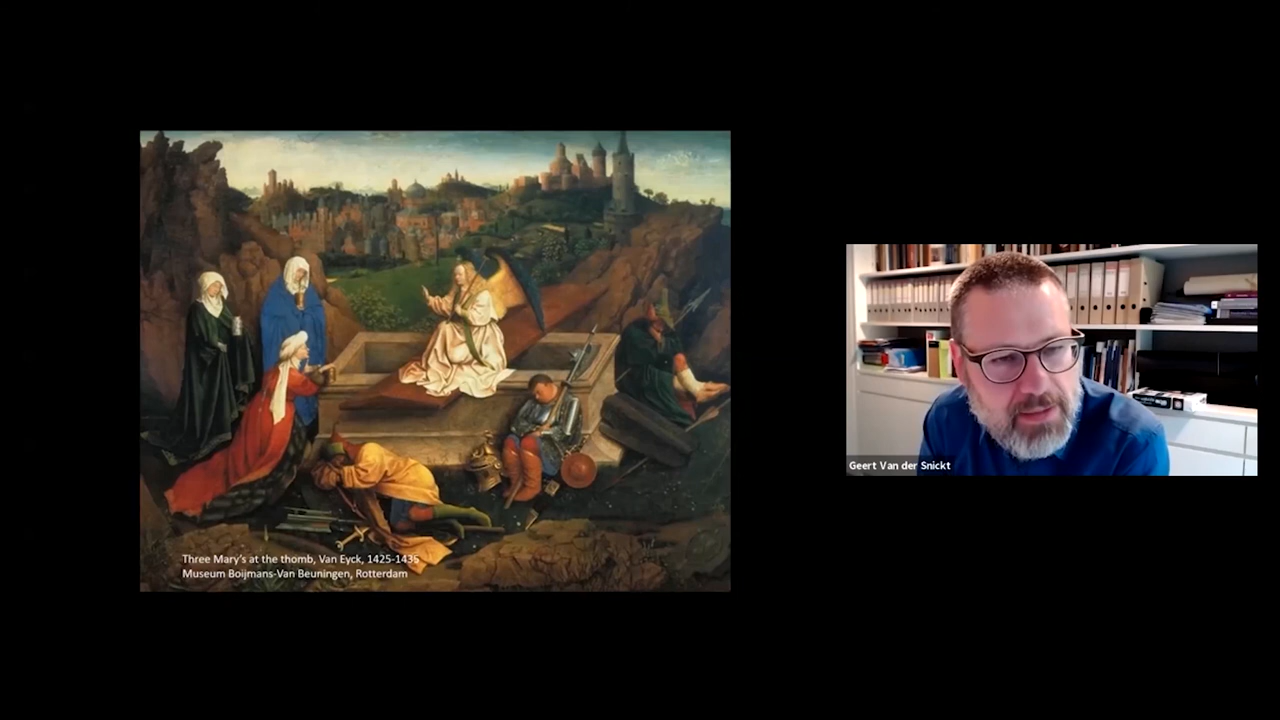 Three Mary's at the thomb, Van Eyck, 1425-1435
Museum Boijmans-Van Beuningen, Rotterdam
Geert Van der Snickt